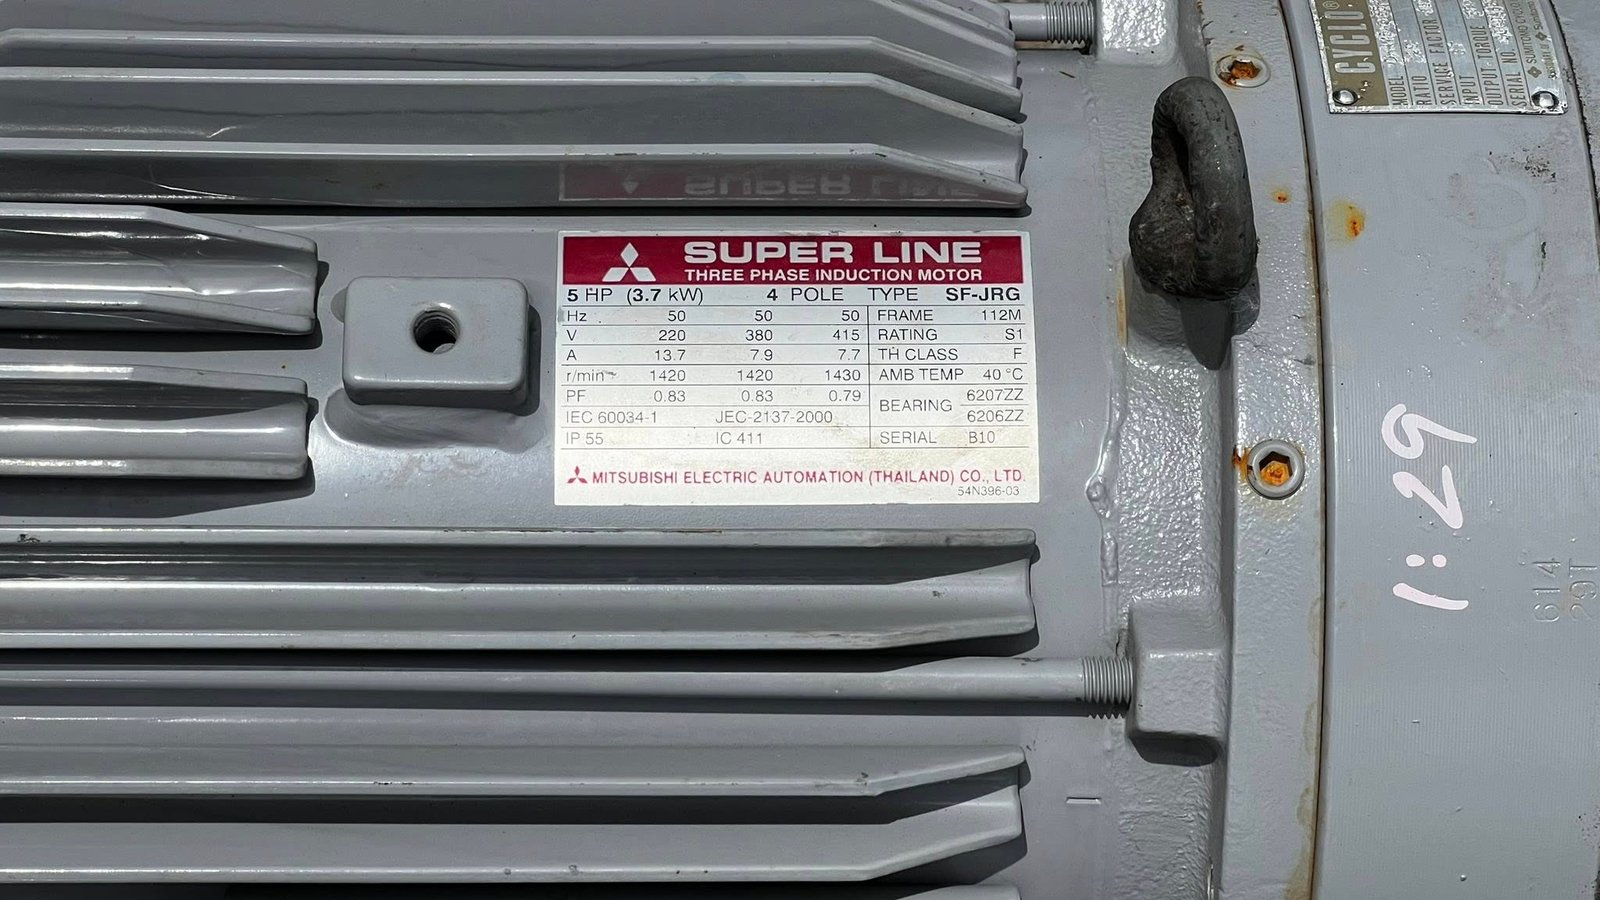 SUPER LINE
THREE PHASE INDUCTION MOTOR
5 HP (3.7 kW) 4 POLE TYPE SF-JRG
Hz 50 50 50 FRAME 112M
V 220 380 415 RATING S1
A 13.7 7.9 7.7 TH CLASS F
r/min 1420 1420 1430 AMB TEMP 40 °C
PF 0.83 0.83 0.79 BEARING 6207ZZ
6206ZZ
IEC 60034-1 JEC-2137-2000
IP 55 IC 411 SERIAL B10
MITSUBISHI ELECTRIC AUTOMATION (THAILAND) CO., LTD.
54N396-03
CYCLO®
MODEL
RATIO
SERVICE FACTOR
INPUT
OUTPUT-TORQUE
SERIAL NO.
1:29
614
29T